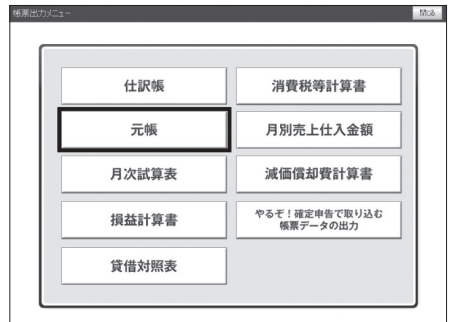 帳票出力メニュー
仕訳帳
消費税等計算書
元帳
月別売上仕入金額
月次試算表
減価償却費計算書
損益計算書
やるぞ！確定申告で取り込む
帳票データの出力
貸借対照表